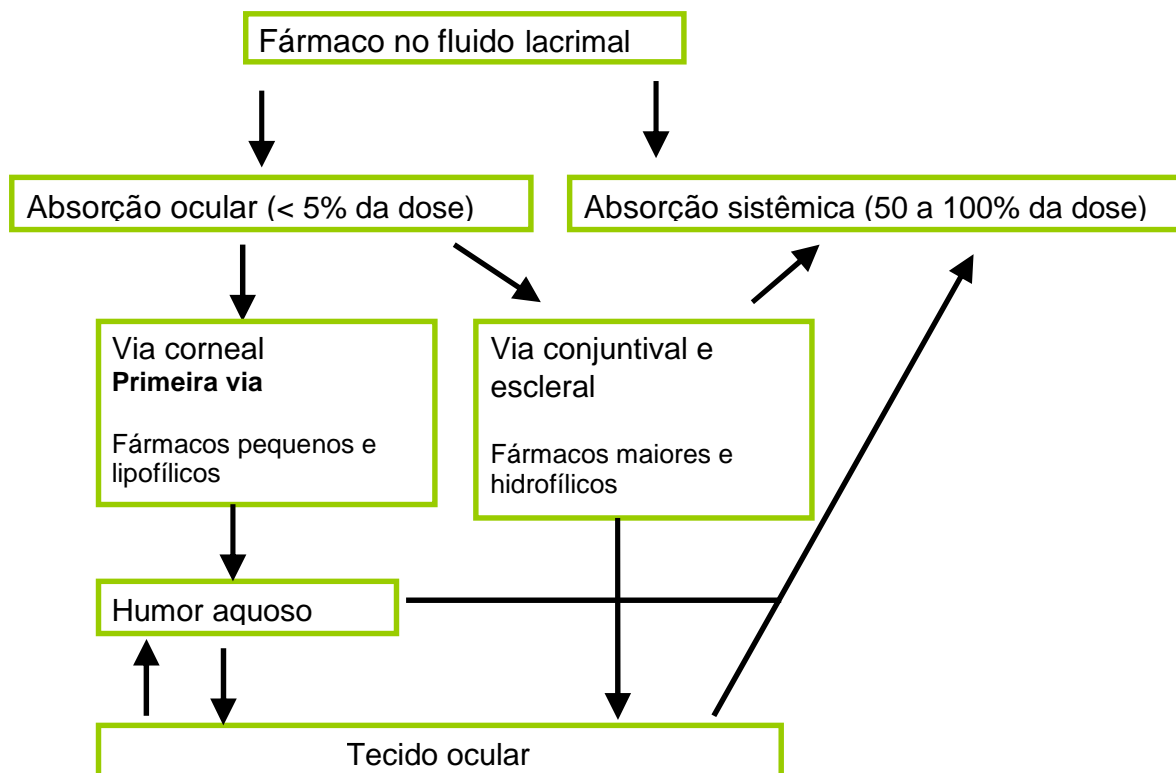 Fármaco no fluido lacrimal
Absorção ocular (< 5% da dose)
Absorção sistêmica (50 a 100% da dose)
Via corneal
Primeira via
Fármacos pequenos e
lipofílicos
Via conjuntival e
escleral
Fármacos maiores e
hidrofílicos
Humor aquoso
Tecido ocular